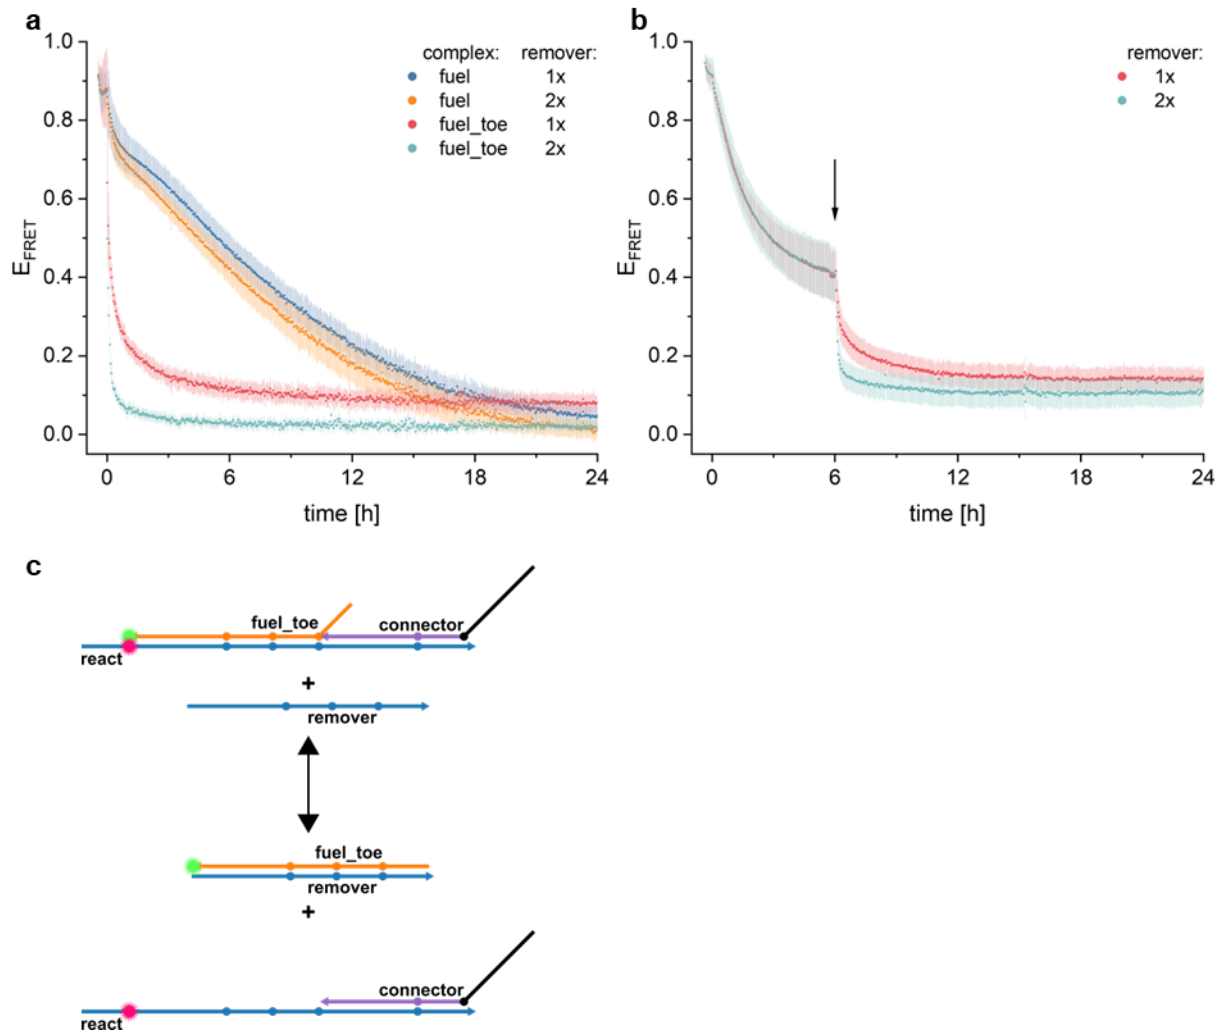 a
complex: remover:
fuel 1x
fuel 2x
fuel_toe 1x
fuel_toe 2x
1.0
0.8
0.6
0.4
0.2
0.0
E_FRET
0 6 12 18 24
time [h]
b
remover:
1x
2x
1.0
0.8
0.6
0.4
0.2
0.0
E_FRET
0 6 12 18 24
time [h]
c
fuel_toe
connector
react
+
remover
fuel_toe
remover
+
connector
react